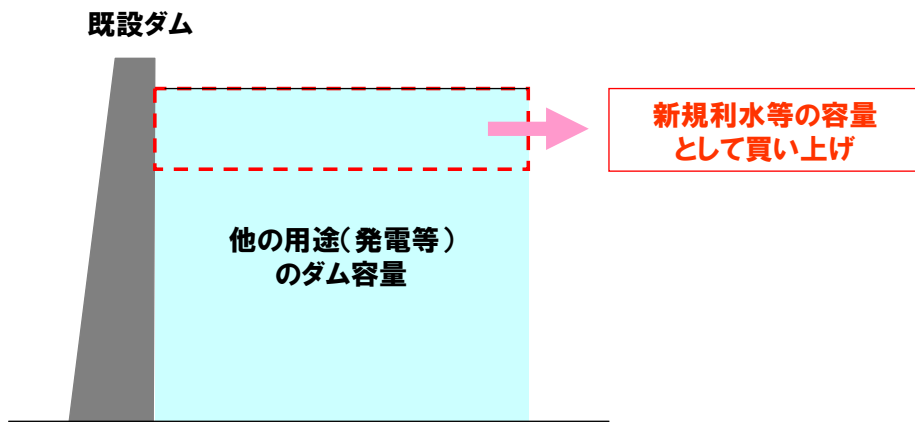 既設ダム
新規利水等の容量
として買い上げ
他の用途(発電等)
のダム容量